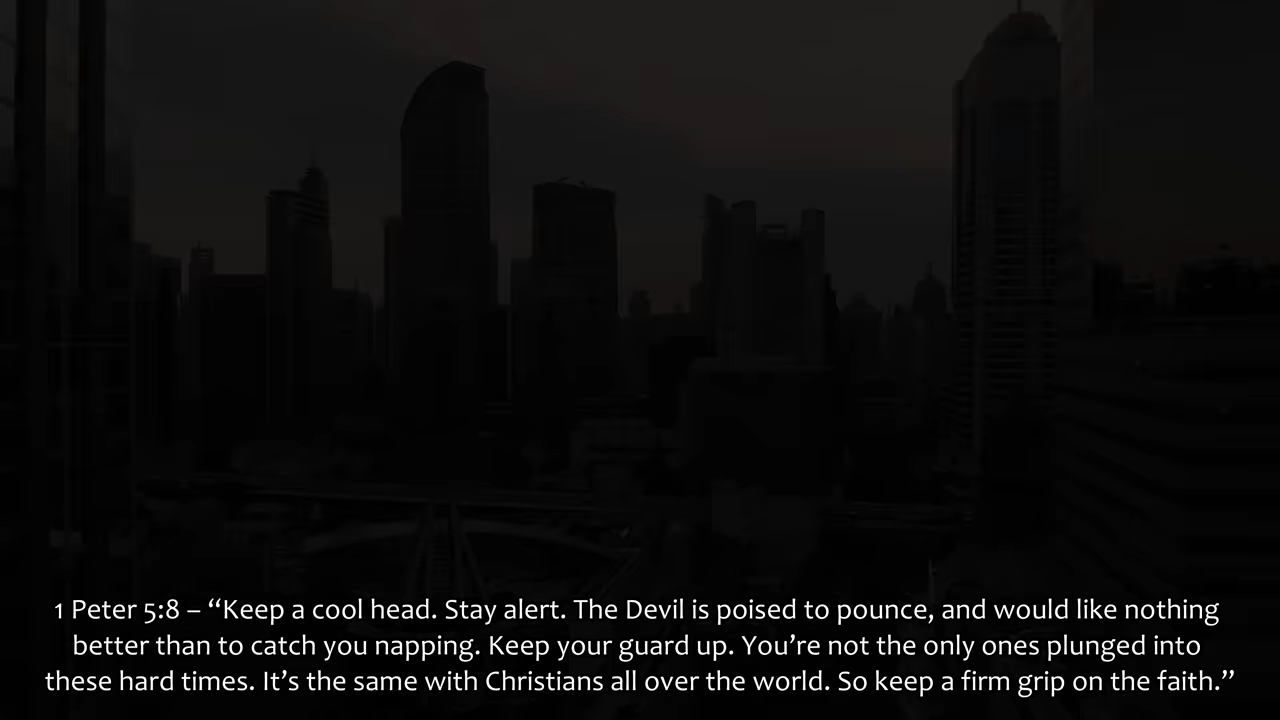 1 Peter 5:8 – “Keep a cool head. Stay alert. The Devil is poised to pounce, and would like nothing
better than to catch you napping. Keep your guard up. You’re not the only ones plunged into
these hard times. It’s the same with Christians all over the world. So keep a firm grip on the faith.”